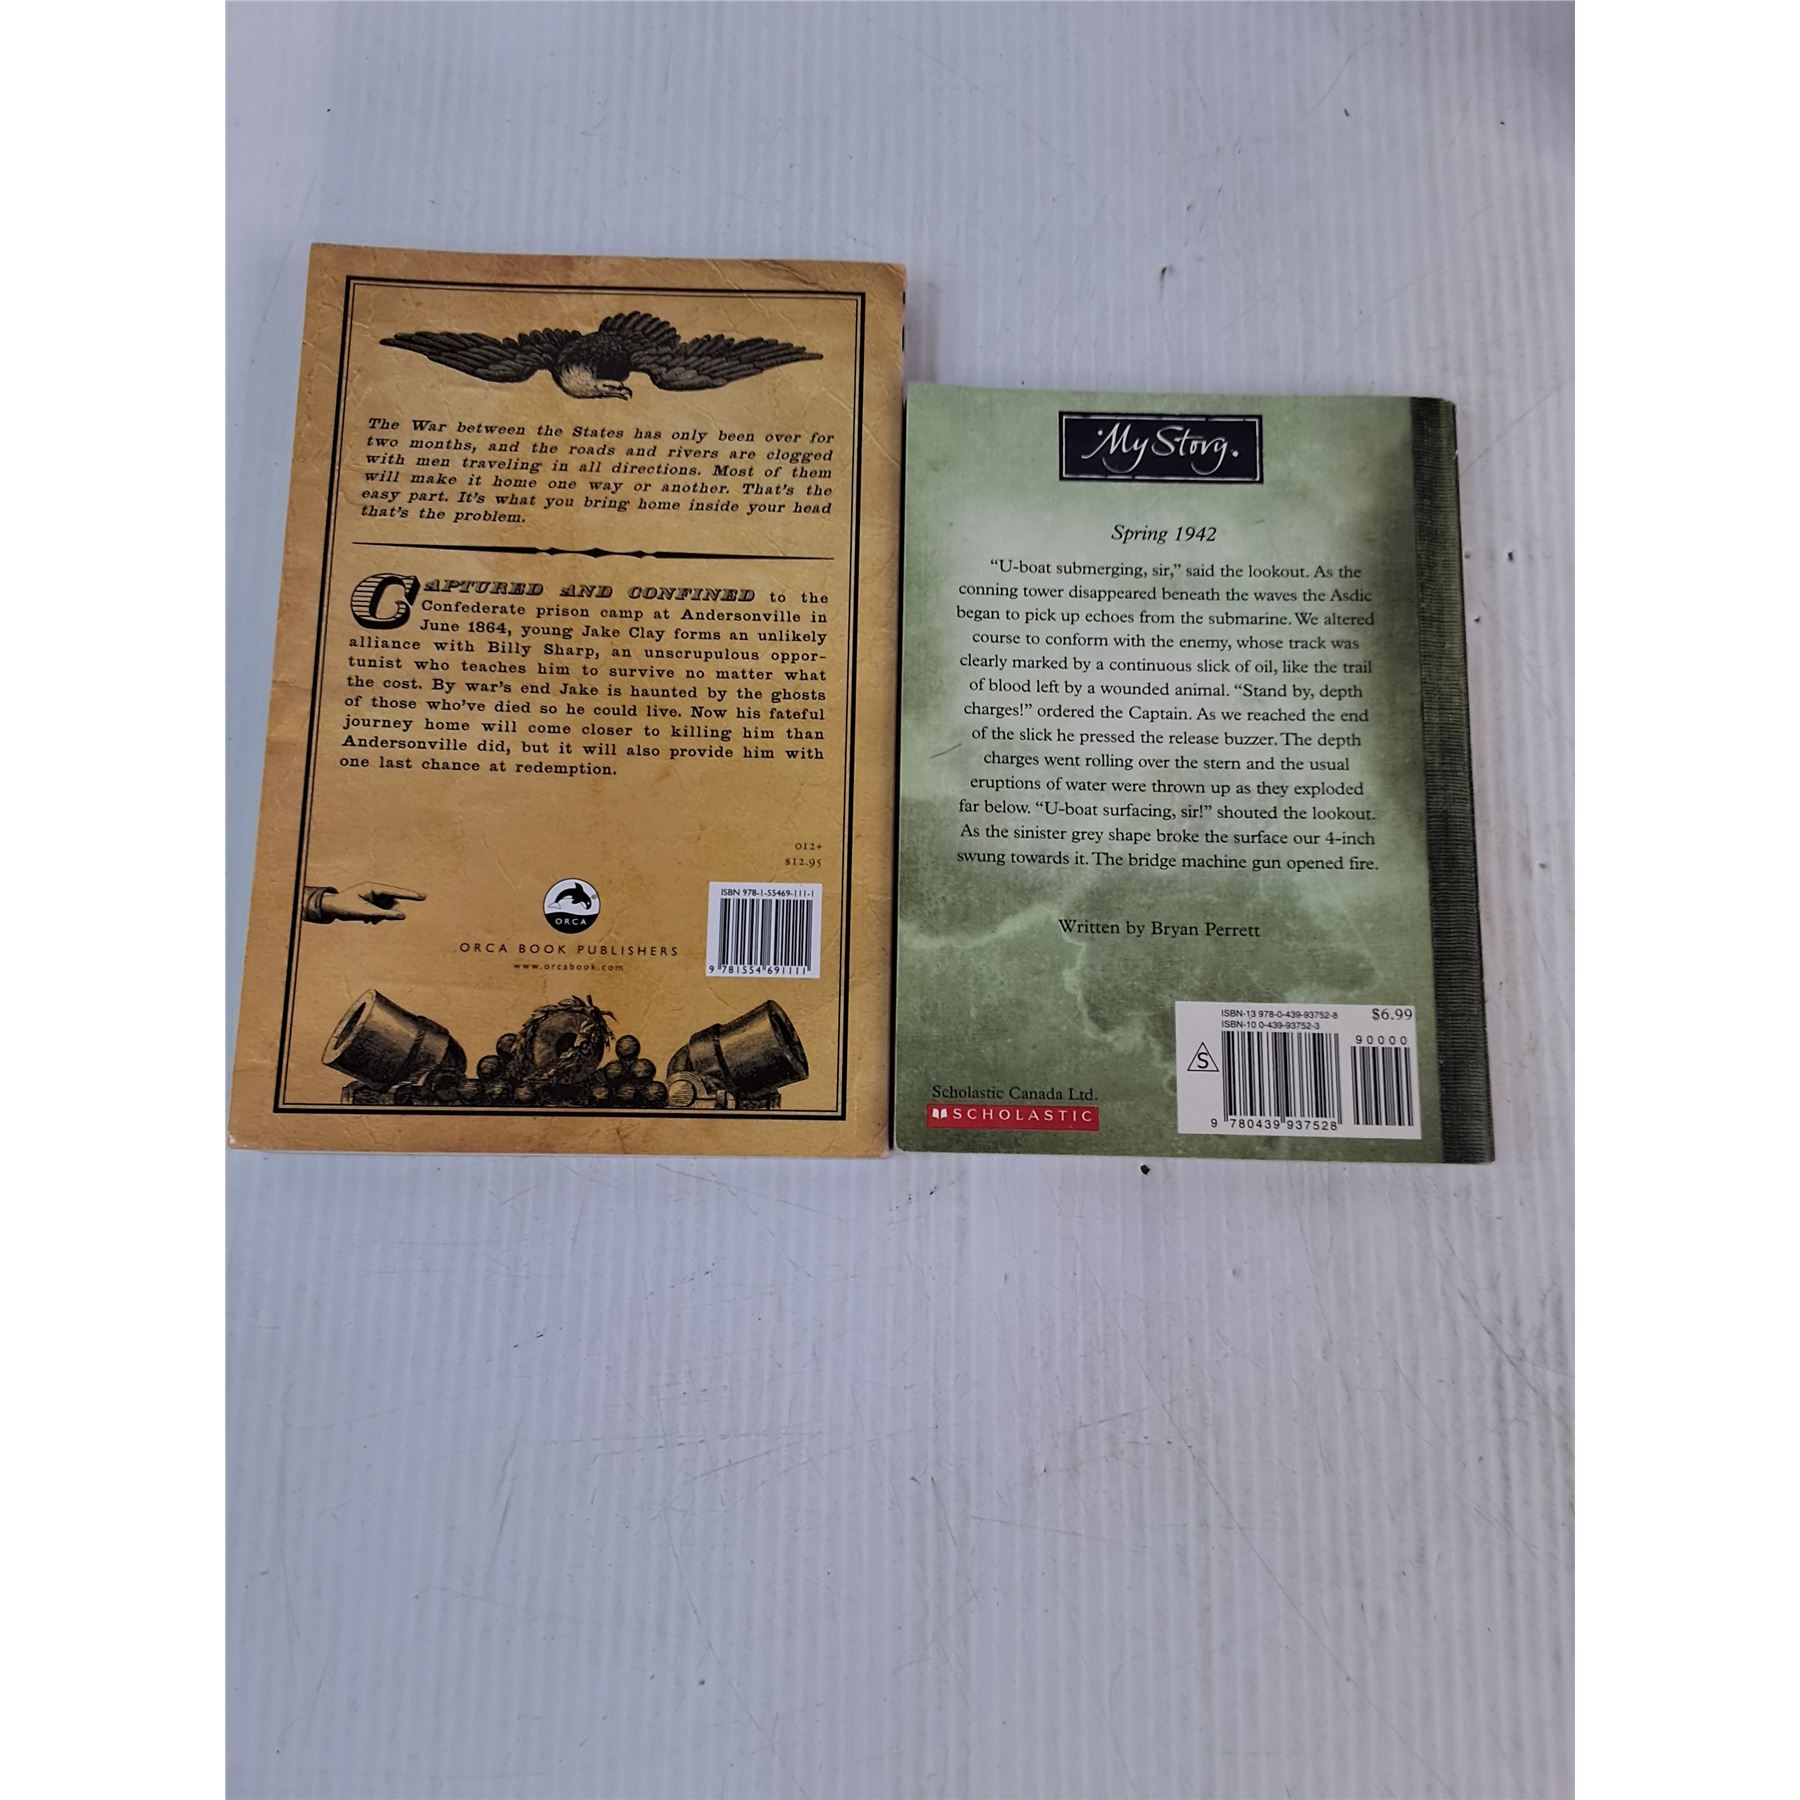 The War between the States has only been over for
two months, and the roads and rivers are clogged
with men traveling in all directions. Most of them
will make it home one way or another. That's the
easy part. It's what you bring home inside your head
that's the problem.
CAPTURED AND CONFINED to the
Confederate prison camp at Andersonville in
June 1864, young Jake Clay forms an unlikely
alliance with Billy Sharp, an unscrupulous oppor-
tunist who teaches him to survive no matter what
the cost. By war's end Jake is haunted by the ghosts
of those who've died so he could live. Now his fateful
journey home will come closer to killing him than
Andersonville did, but it will also provide him with
one last chance at redemption.
012+
$12.95
ISBN 978-1-55469-111-1
9 781554 691111
ORCA
ORCA BOOK PUBLISHERS
www.orcabook.com
My Story.
Spring 1942
“U-boat submerging, sir,” said the lookout. As the
conning tower disappeared beneath the waves the Asdic
began to pick up echoes from the submarine. We altered
course to conform with the enemy, whose track was
clearly marked by a continuous slick of oil, like the trail
of blood left by a wounded animal. “Stand by, depth
charges!” ordered the Captain. As we reached the end
of the slick he pressed the release buzzer. The depth
charges went rolling over the stern and the usual
eruptions of water were thrown up as they exploded
far below. “U-boat surfacing, sir!” shouted the lookout.
As the sinister grey shape broke the surface our 4-inch
swung towards it. The bridge machine gun opened fire.
Written by Bryan Perrett
ISBN-13 978-0-439-93752-8
ISBN-10 0-439-93752-3
$6.99
90000
S
9 780439 937528
Scholastic Canada Ltd.
SCHOLASTIC